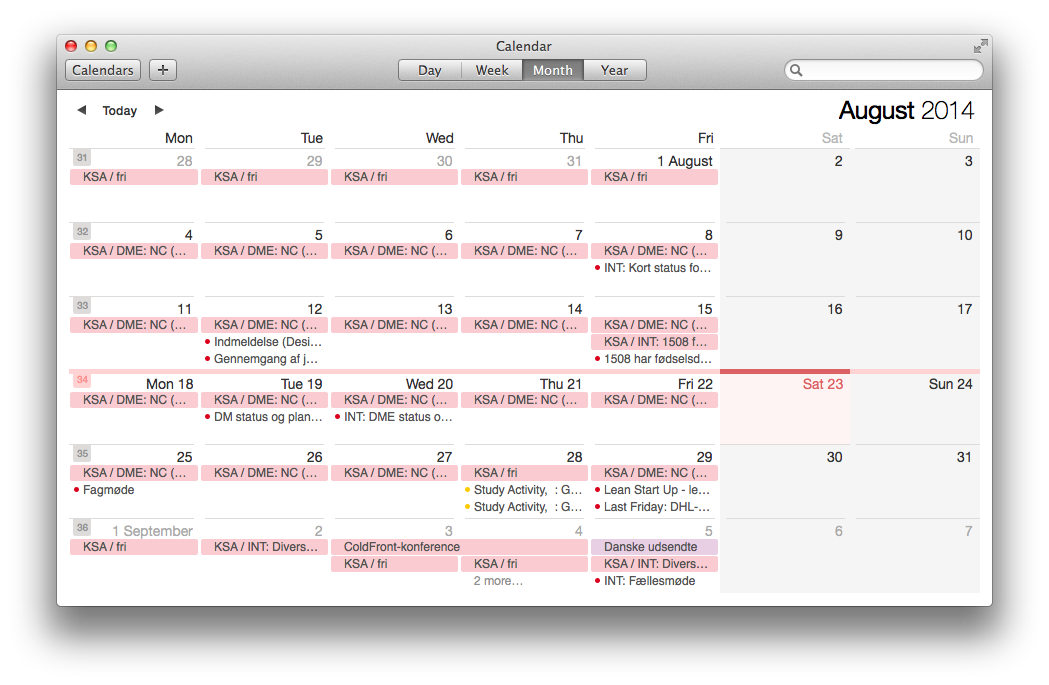 Calendar
Calendars + Day Week Month Year
Today August 2014
Mon Tue Wed Thu Fri Sat Sun
31 28 29 30 31 1 August 2 3
KSA / fri KSA / fri KSA / fri KSA / fri KSA / fri
32 4 5 6 7 8 9 10
KSA / DME: NC (... KSA / DME: NC (... KSA / DME: NC (... KSA / DME: NC (... KSA / DME: NC (...
INT: Kort status fo...
33 11 12 13 14 15 16 17
KSA / DME: NC (... KSA / DME: NC (... KSA / DME: NC (... KSA / DME: NC (... KSA / DME: NC (...
Indmeldelse (Desi... KSA / INT: 1508 f...
Gennemgang af j... 1508 har fødselsd...
34 Mon 18 Tue 19 Wed 20 Thu 21 Fri 22 Sat 23 Sun 24
KSA / DME: NC (... KSA / DME: NC (... KSA / DME: NC (... KSA / DME: NC (... KSA / DME: NC (...
DM status og plan... INT: DME status o...
35 25 26 27 28 29 30 31
KSA / DME: NC (... KSA / DME: NC (... KSA / DME: NC (... KSA / fri KSA / DME: NC (...
Fagmøde Study Activity, : G... Lean Start Up - le...
Study Activity, : G... Last Friday: DHL-...
36 1 September 2 3 4 5 6 7
KSA / fri KSA / INT: Divers... ColdFront-konference Danske udsendte
KSA / fri KSA / fri KSA / INT: Divers...
2 more... INT: Fællesmøde